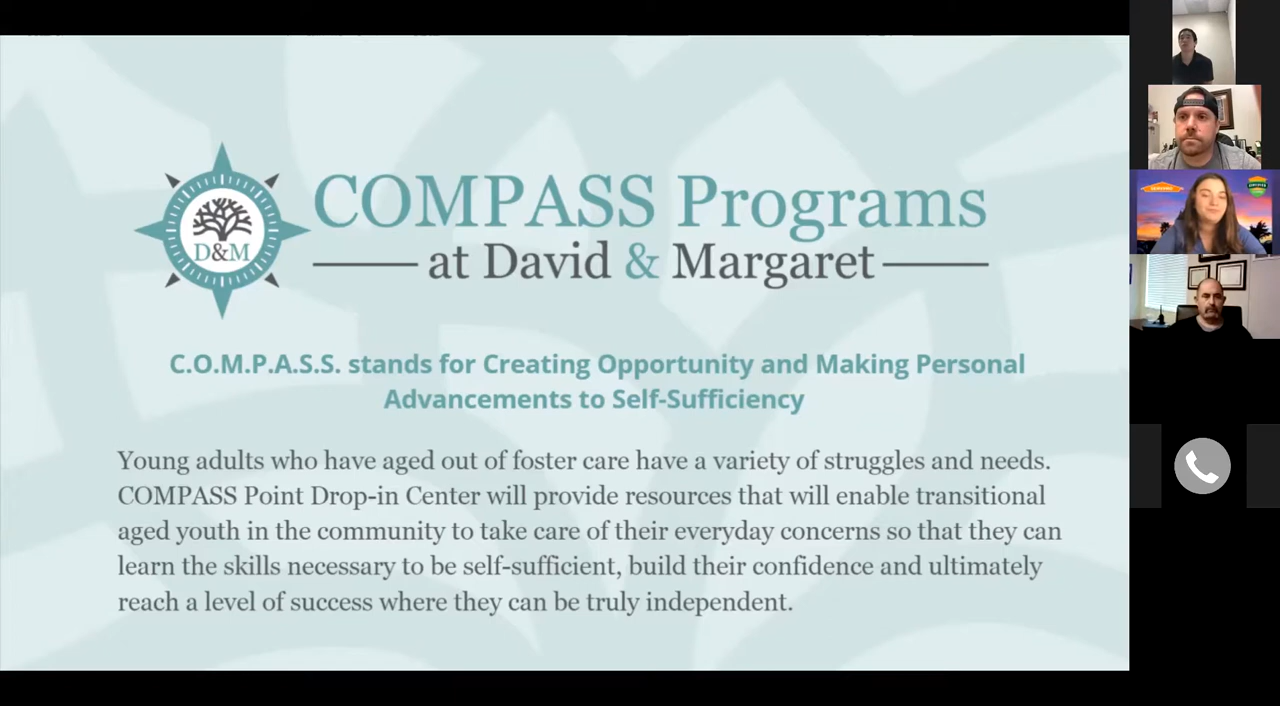 COMPASS Programs
at David & Margaret
D&M
C.O.M.P.A.S.S. stands for Creating Opportunity and Making Personal
Advancements to Self-Sufficiency
Young adults who have aged out of foster care have a variety of struggles and needs.
COMPASS Point Drop-in Center will provide resources that will enable transitional
aged youth in the community to take care of their everyday concerns so that they can
learn the skills necessary to be self-sufficient, build their confidence and ultimately
reach a level of success where they can be truly independent.